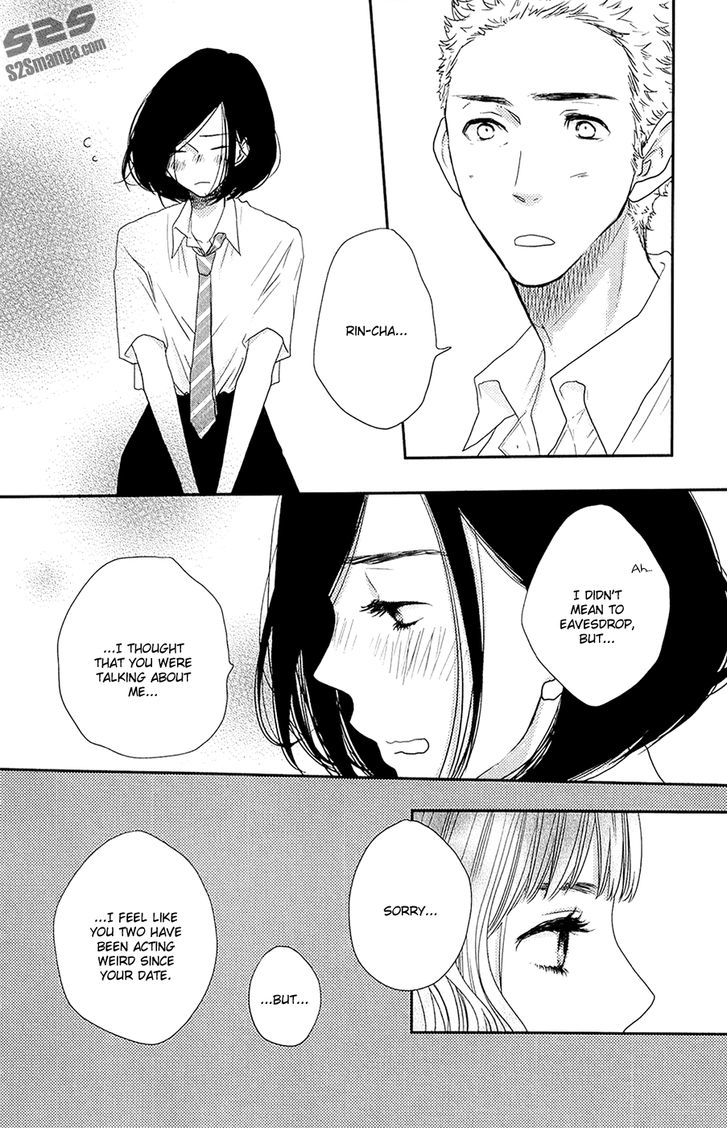 S2S
S2Smanga.com
RIN-CHA...
Ah..
I DIDN'T
MEAN TO
EAVESDROP,
BUT...
...I THOUGHT
THAT YOU WERE
TALKING ABOUT
ME...
SORRY...
...BUT...
...I FEEL LIKE
YOU TWO HAVE
BEEN ACTING
WEIRD SINCE
YOUR DATE.